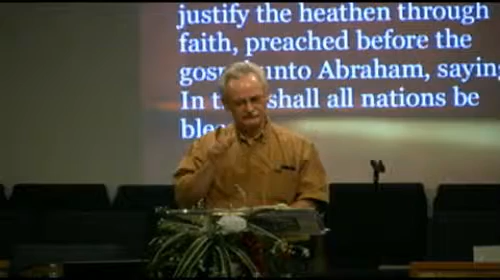 justify the heathen through
faith, preached before the
unto Abraham, saying
In shall all nations be